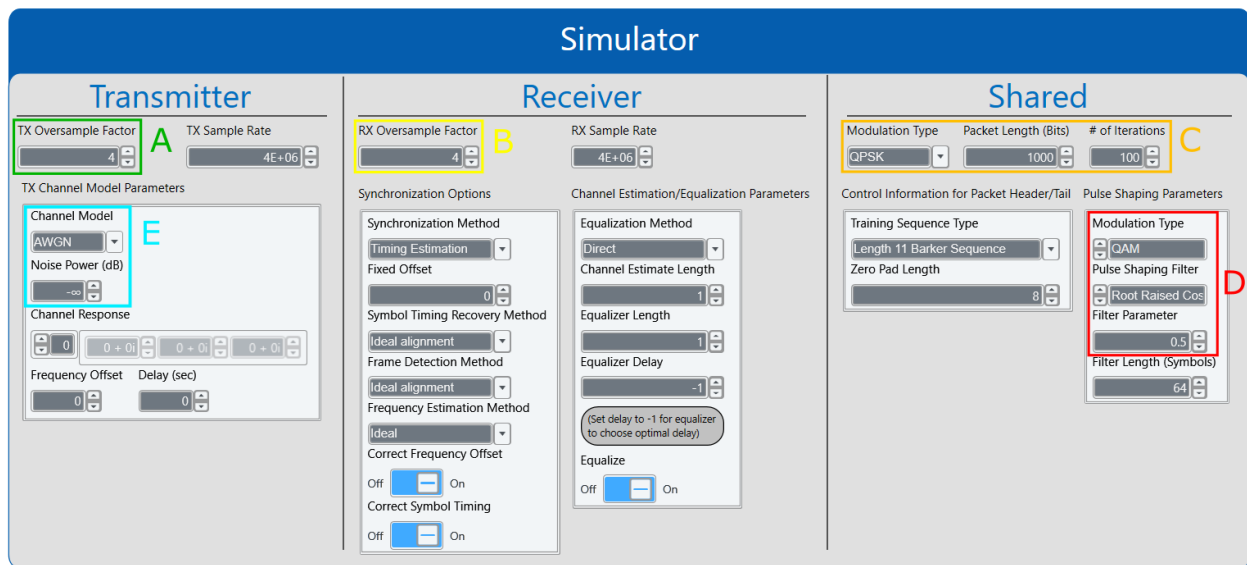 Simulator
Transmitter
TX Oversample Factor
4
A
TX Sample Rate
4E+06
TX Channel Model Parameters
Channel Model
AWGN
E
Noise Power (dB)
-∞
Channel Response
0
0 + 0i
0 + 0i
0 + 0i
Frequency Offset
0
Delay (sec)
0
Receiver
RX Oversample Factor
4
B
RX Sample Rate
4E+06
Synchronization Options
Synchronization Method
Timing Estimation
Fixed Offset
0
Symbol Timing Recovery Method
Ideal alignment
Frame Detection Method
Ideal alignment
Frequency Estimation Method
Ideal
Correct Frequency Offset
Off On
Correct Symbol Timing
Off On
Channel Estimation/Equalization Parameters
Equalization Method
Direct
Channel Estimate Length
1
Equalizer Length
1
Equalizer Delay
-1
(Set delay to -1 for equalizer
to choose optimal delay)
Equalize
Off On
Shared
Modulation Type
QPSK
Packet Length (Bits)
1000
# of Iterations
100
C
Control Information for Packet Header/Tail
Training Sequence Type
Length 11 Barker Sequence
Zero Pad Length
8
Pulse Shaping Parameters
Modulation Type
QAM
Pulse Shaping Filter
Root Raised Cos
D
Filter Parameter
0.5
Filter Length (Symbols)
64